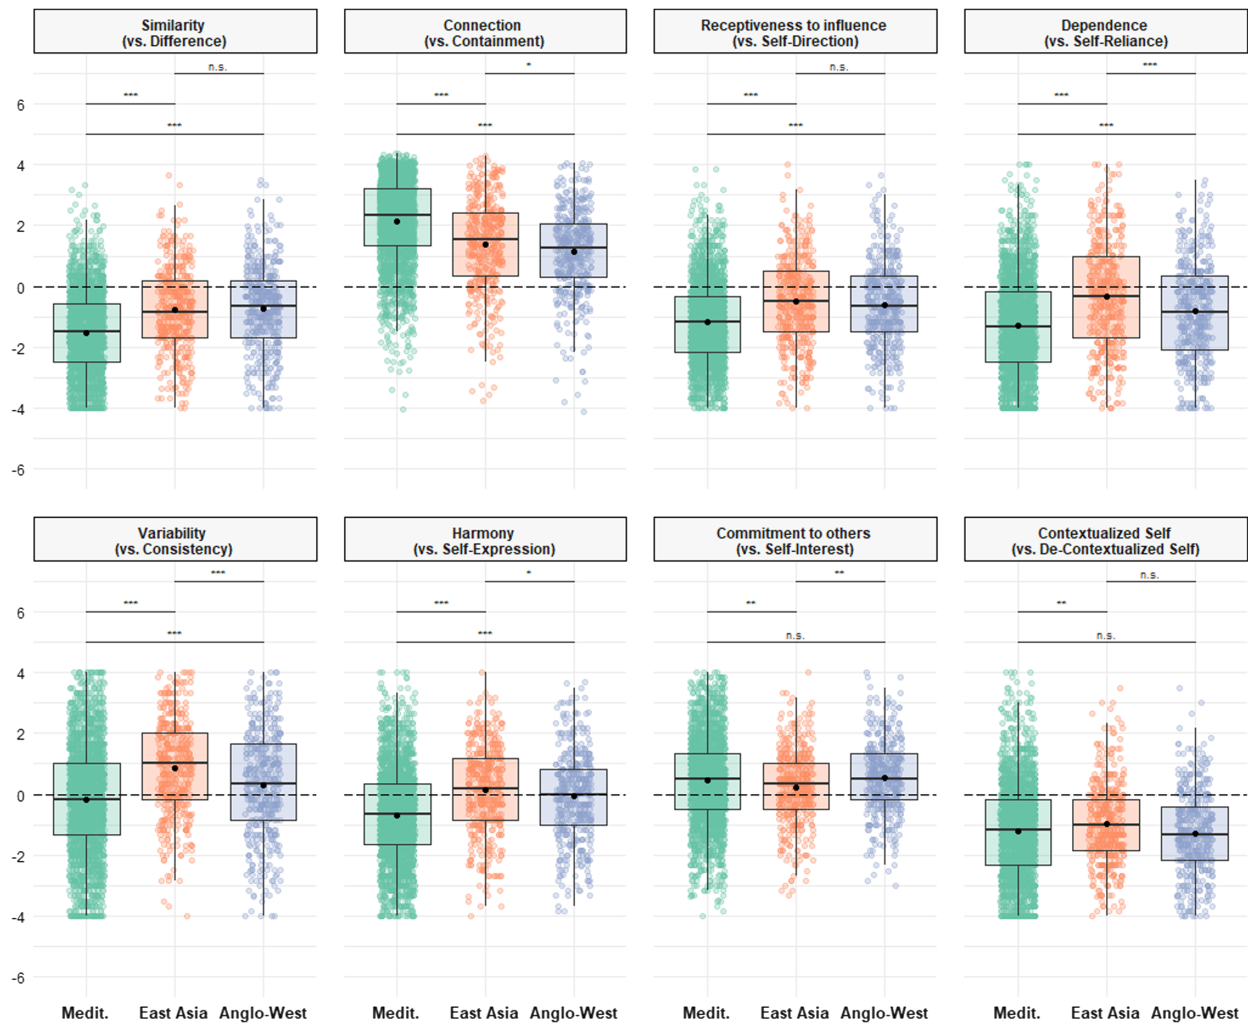 Similarity Connection Receptiveness to influence Dependence
(vs. Difference) (vs. Containment) (vs. Self-Direction) (vs. Self-Reliance)
n.s. * n.s. ***
6 *** *** *** ***
*** *** *** ***
4
2
0
-2
-4
-6
Variability Harmony Commitment to others Contextualized Self
(vs. Consistency) (vs. Self-Expression) (vs. Self-Interest) (vs. De-Contextualized Self)
*** * ** n.s.
6 *** *** ** **
*** *** n.s. n.s.
4
2
0
-2
-4
-6
Medit. East Asia Anglo-West Medit. East Asia Anglo-West Medit. East Asia Anglo-West Medit. East Asia Anglo-West